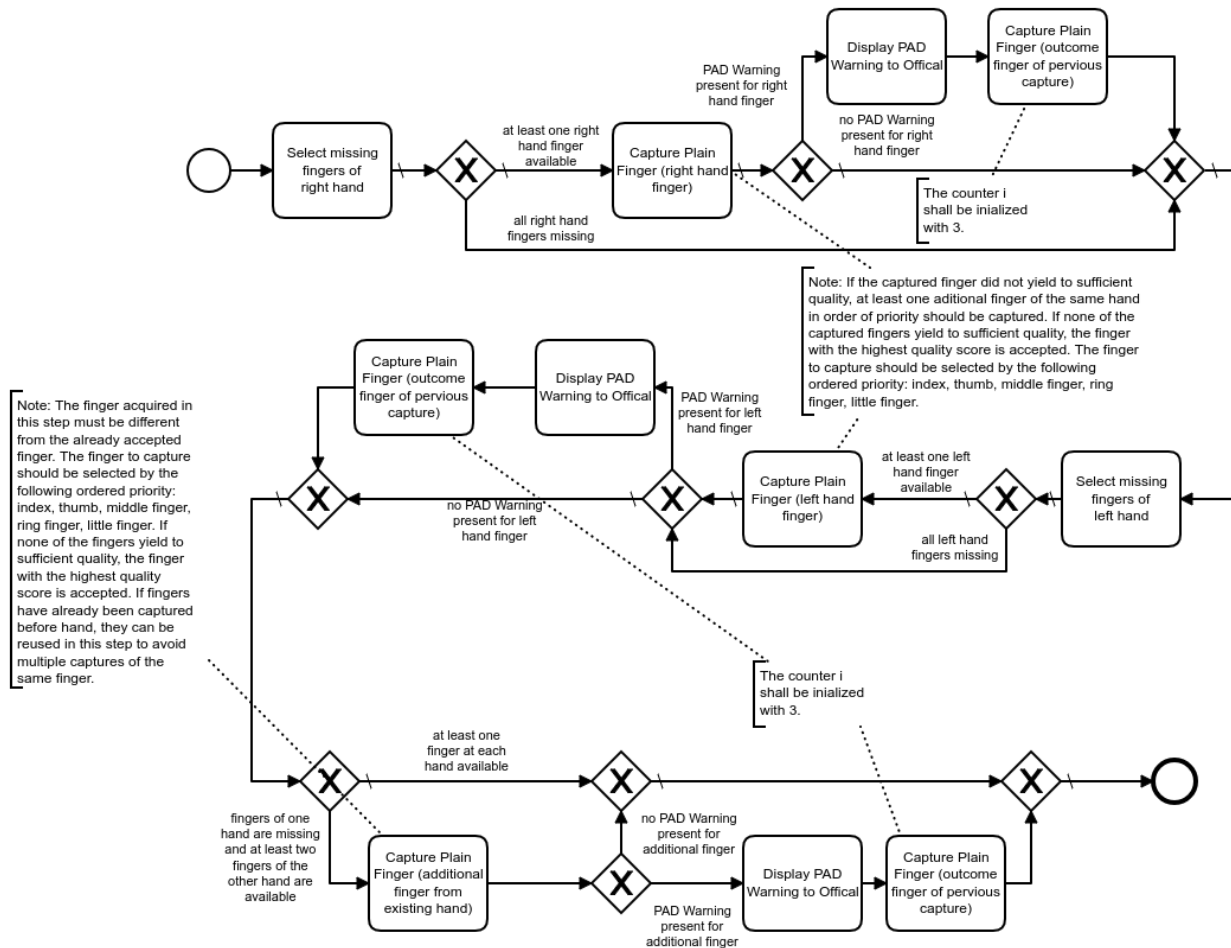 Display PAD
Warning to Offical
Capture Plain
Finger (outcome
finger of pervious
capture)
PAD Warning
present for right
hand finger
no PAD Warning
present for right
hand finger
Select missing
fingers of
right hand
X
at least one right
hand finger
available
Capture Plain
Finger (right hand
finger)
X
X
The counter i
shall be inialized
with 3.
all right hand
fingers missing
Note: If the captured finger did not yield to sufficient
quality, at least one aditional finger of the same hand
in order of priority should be captured. If none of the
captured fingers yield to sufficient quality, the finger
with the highest quality score is accepted. The finger
to capture should be selected by the following
ordered priority: index, thumb, middle finger, ring
finger, little finger.
Capture Plain
Finger (outcome
finger of pervious
capture)
Display PAD
Warning to Offical
PAD Warning
present for left
hand finger
Note: The finger acquired in
this step must be different
from the already accepted
finger. The finger to capture
should be selected by the
following ordered priority:
index, thumb, middle finger,
ring finger, little finger. If
none of the fingers yield to
sufficient quality, the finger
with the highest quality
score is accepted. If fingers
have already been captured
before hand, they can be
reused in this step to avoid
multiple captures of the
same finger.
X
no PAD Warning
present for left
hand finger
X
Capture Plain
Finger (left hand
finger)
at least one left
hand finger
available
X
Select missing
fingers of
left hand
all left hand
fingers missing
The counter i
shall be inialized
with 3.
X
at least one
finger at each
hand available
X
X
fingers of one
hand are missing
and at least two
fingers of the
other hand are
available
Capture Plain
Finger (additional
finger from
existing hand)
X
no PAD Warning
present for
additional finger
PAD Warning
present for
additional finger
Display PAD
Warning to Offical
Capture Plain
Finger (outcome
finger of pervious
capture)